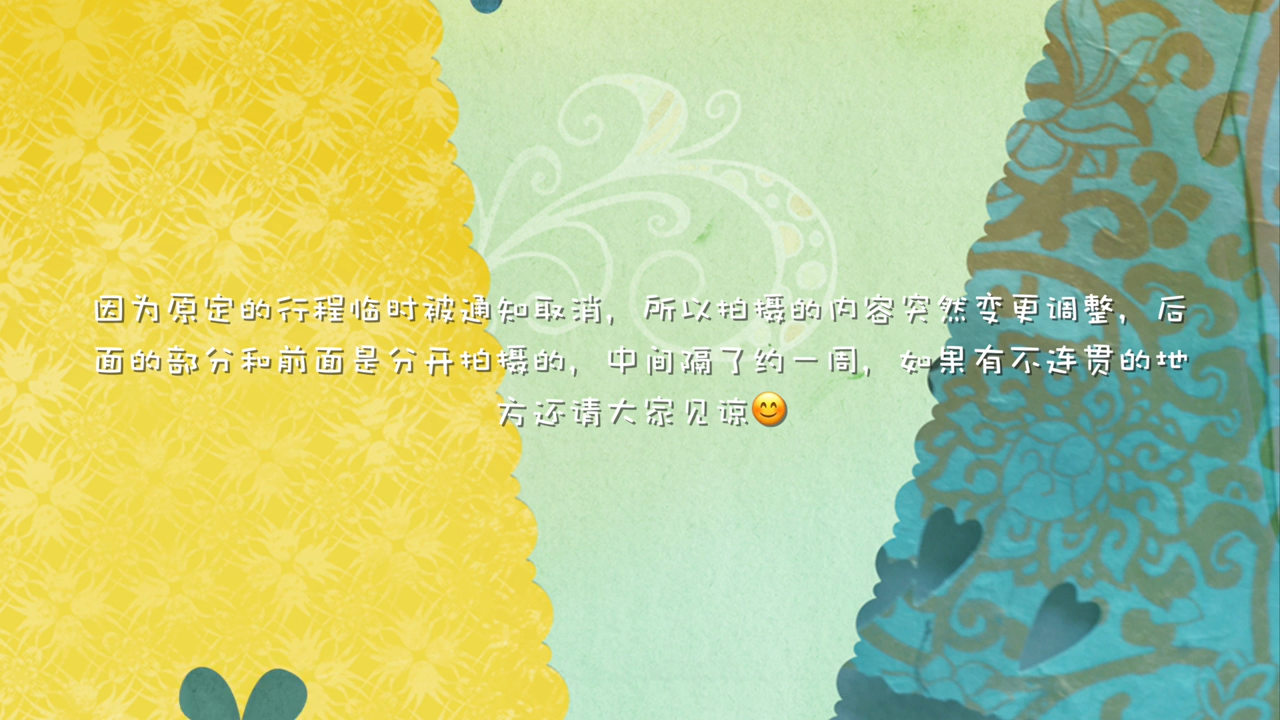 因为原定的行程临时被通知取消，所以拍摄的内容突然变更调整，后
面的部分和前面是分开拍摄的，中间隔了约一周，如果有不连贯的地
方还请大家见谅😊